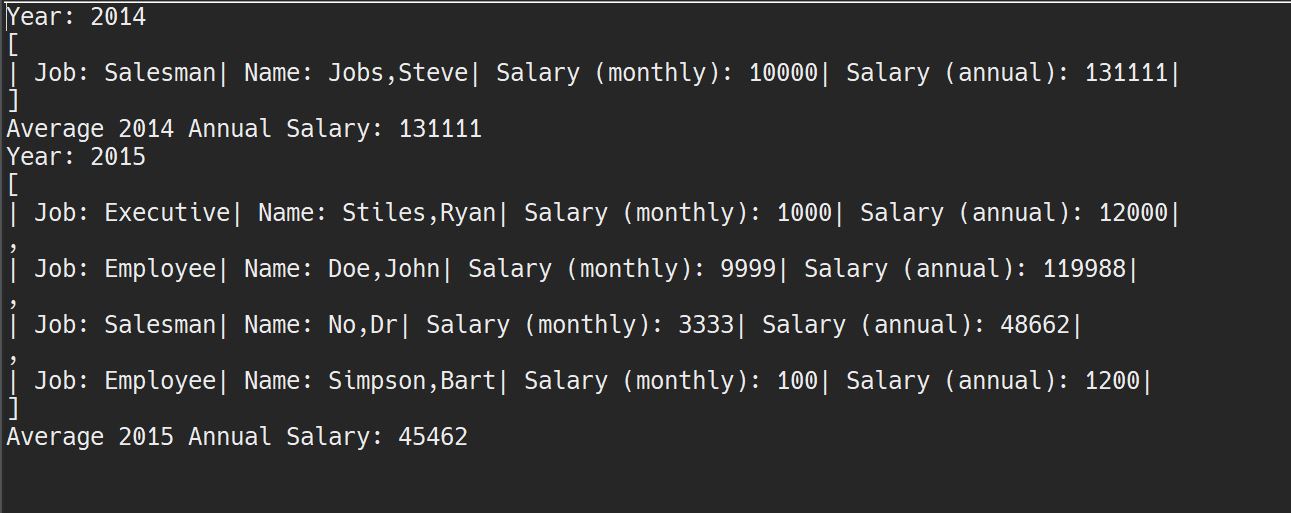 Year: 2014
[
| Job: Salesman| Name: Jobs,Steve| Salary (monthly): 10000| Salary (annual): 131111|
]
Average 2014 Annual Salary: 131111
Year: 2015
[
| Job: Executive| Name: Stiles,Ryan| Salary (monthly): 1000| Salary (annual): 12000|
,
| Job: Employee| Name: Doe,John| Salary (monthly): 9999| Salary (annual): 119988|
,
| Job: Salesman| Name: No,Dr| Salary (monthly): 3333| Salary (annual): 48662|
,
| Job: Employee| Name: Simpson,Bart| Salary (monthly): 100| Salary (annual): 1200|
]
Average 2015 Annual Salary: 45462